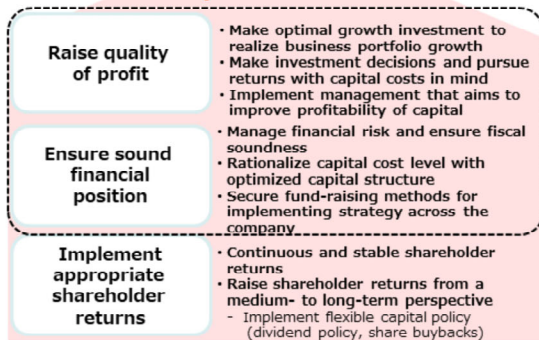 Raise quality
of profit
・Make optimal growth investment to
realize business portfolio growth
・Make investment decisions and pursue
returns with capital costs in mind
・Implement management that aims to
improve profitability of capital
Ensure sound
financial
position
・Manage financial risk and ensure fiscal
soundness
・Rationalize capital cost level with
optimized capital structure
・Secure fund-raising methods for
implementing strategy across the
company
Implement
appropriate
shareholder
returns
・Continuous and stable shareholder
returns
・Raise shareholder returns from a
medium- to long-term perspective
- Implement flexible capital policy
(dividend policy, share buybacks)